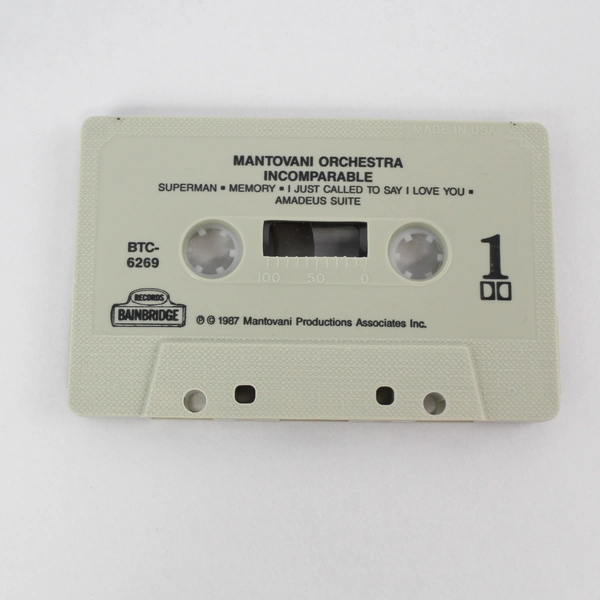 MADE IN USA
MANTOVANI ORCHESTRA
INCOMPARABLE
SUPERMAN ▪ MEMORY ▪ I JUST CALLED TO SAY I LOVE YOU ▪
AMADEUS SUITE
BTC-
6269
100 50 0
1
RECORDS
BAINBRIDGE
℗ © 1987 Mantovani Productions Associates Inc.